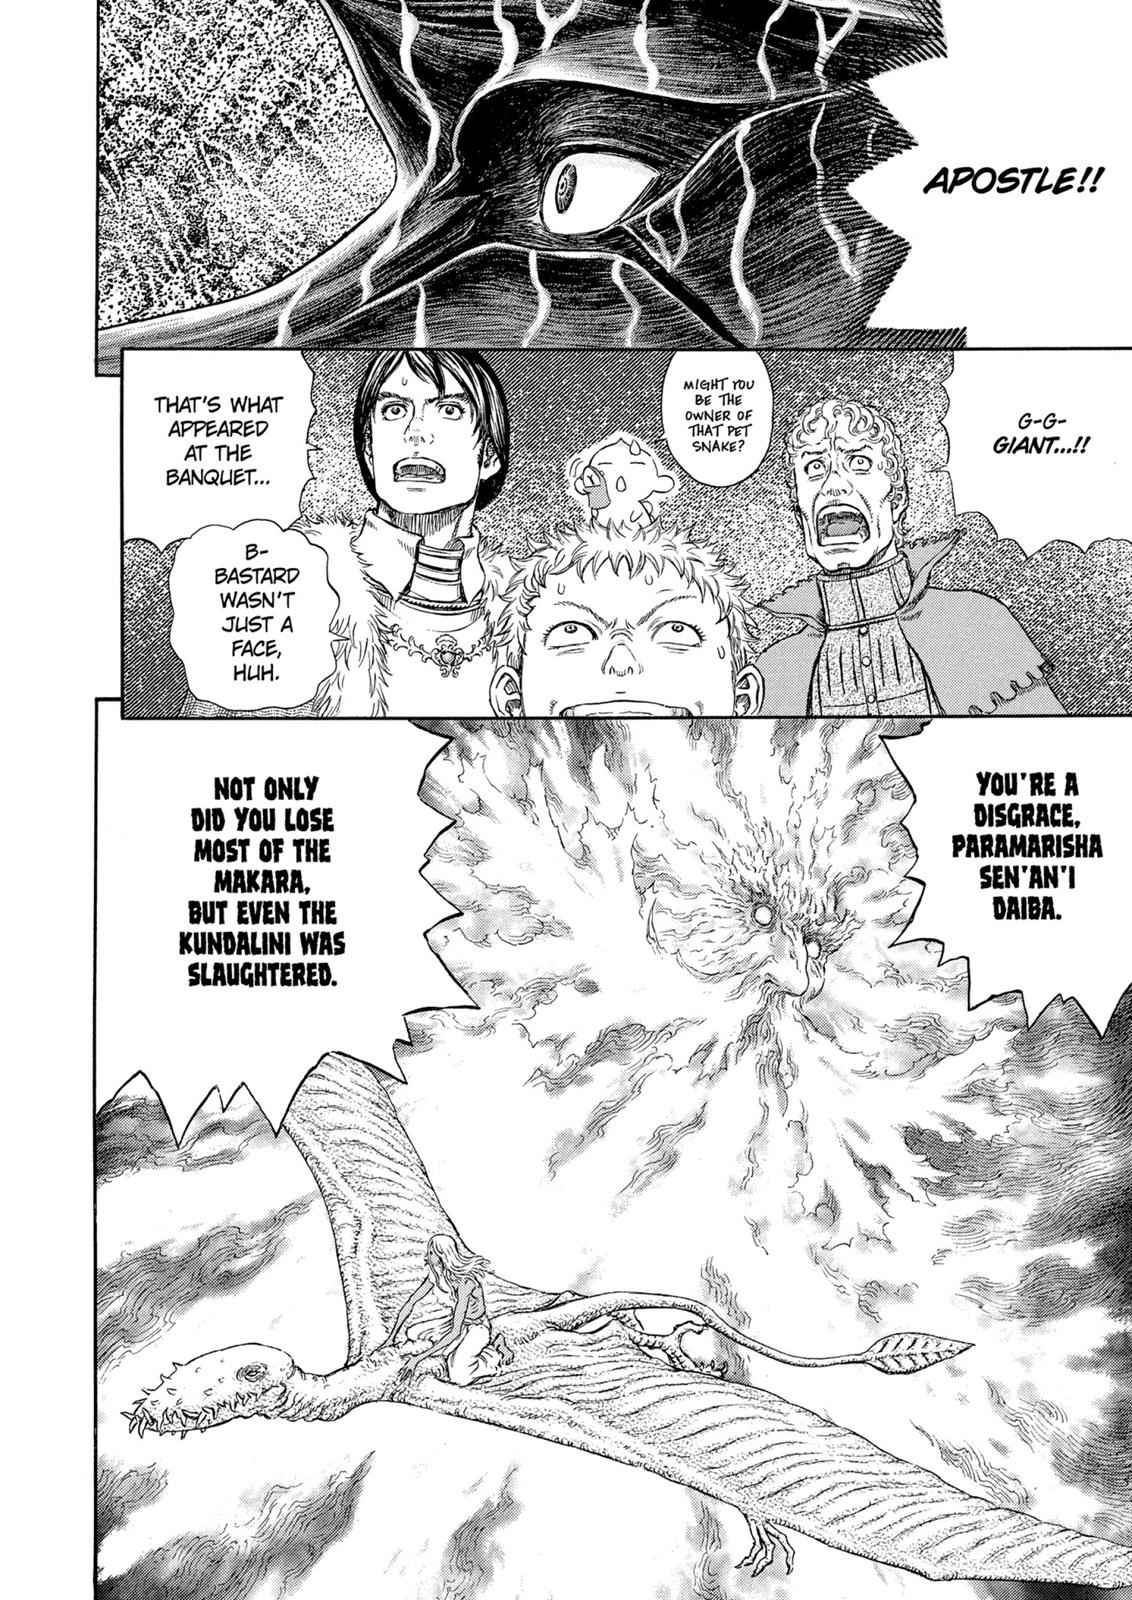 APOSTLE!!
G-G-
GIANT...!!
MIGHT YOU
BE THE
OWNER OF
THAT PET
SNAKE?
THAT'S WHAT
APPEARED
AT THE
BANQUET...
B-
BASTARD
WASN'T
JUST A
FACE,
HUH.
YOU'RE A
DISGRACE,
PARAMARISHA
SEN'AN'I
DAIBA.
NOT ONLY
DID YOU LOSE
MOST OF THE
MAKARA,
BUT EVEN THE
KUNDALINI WAS
SLAUGHTERED.